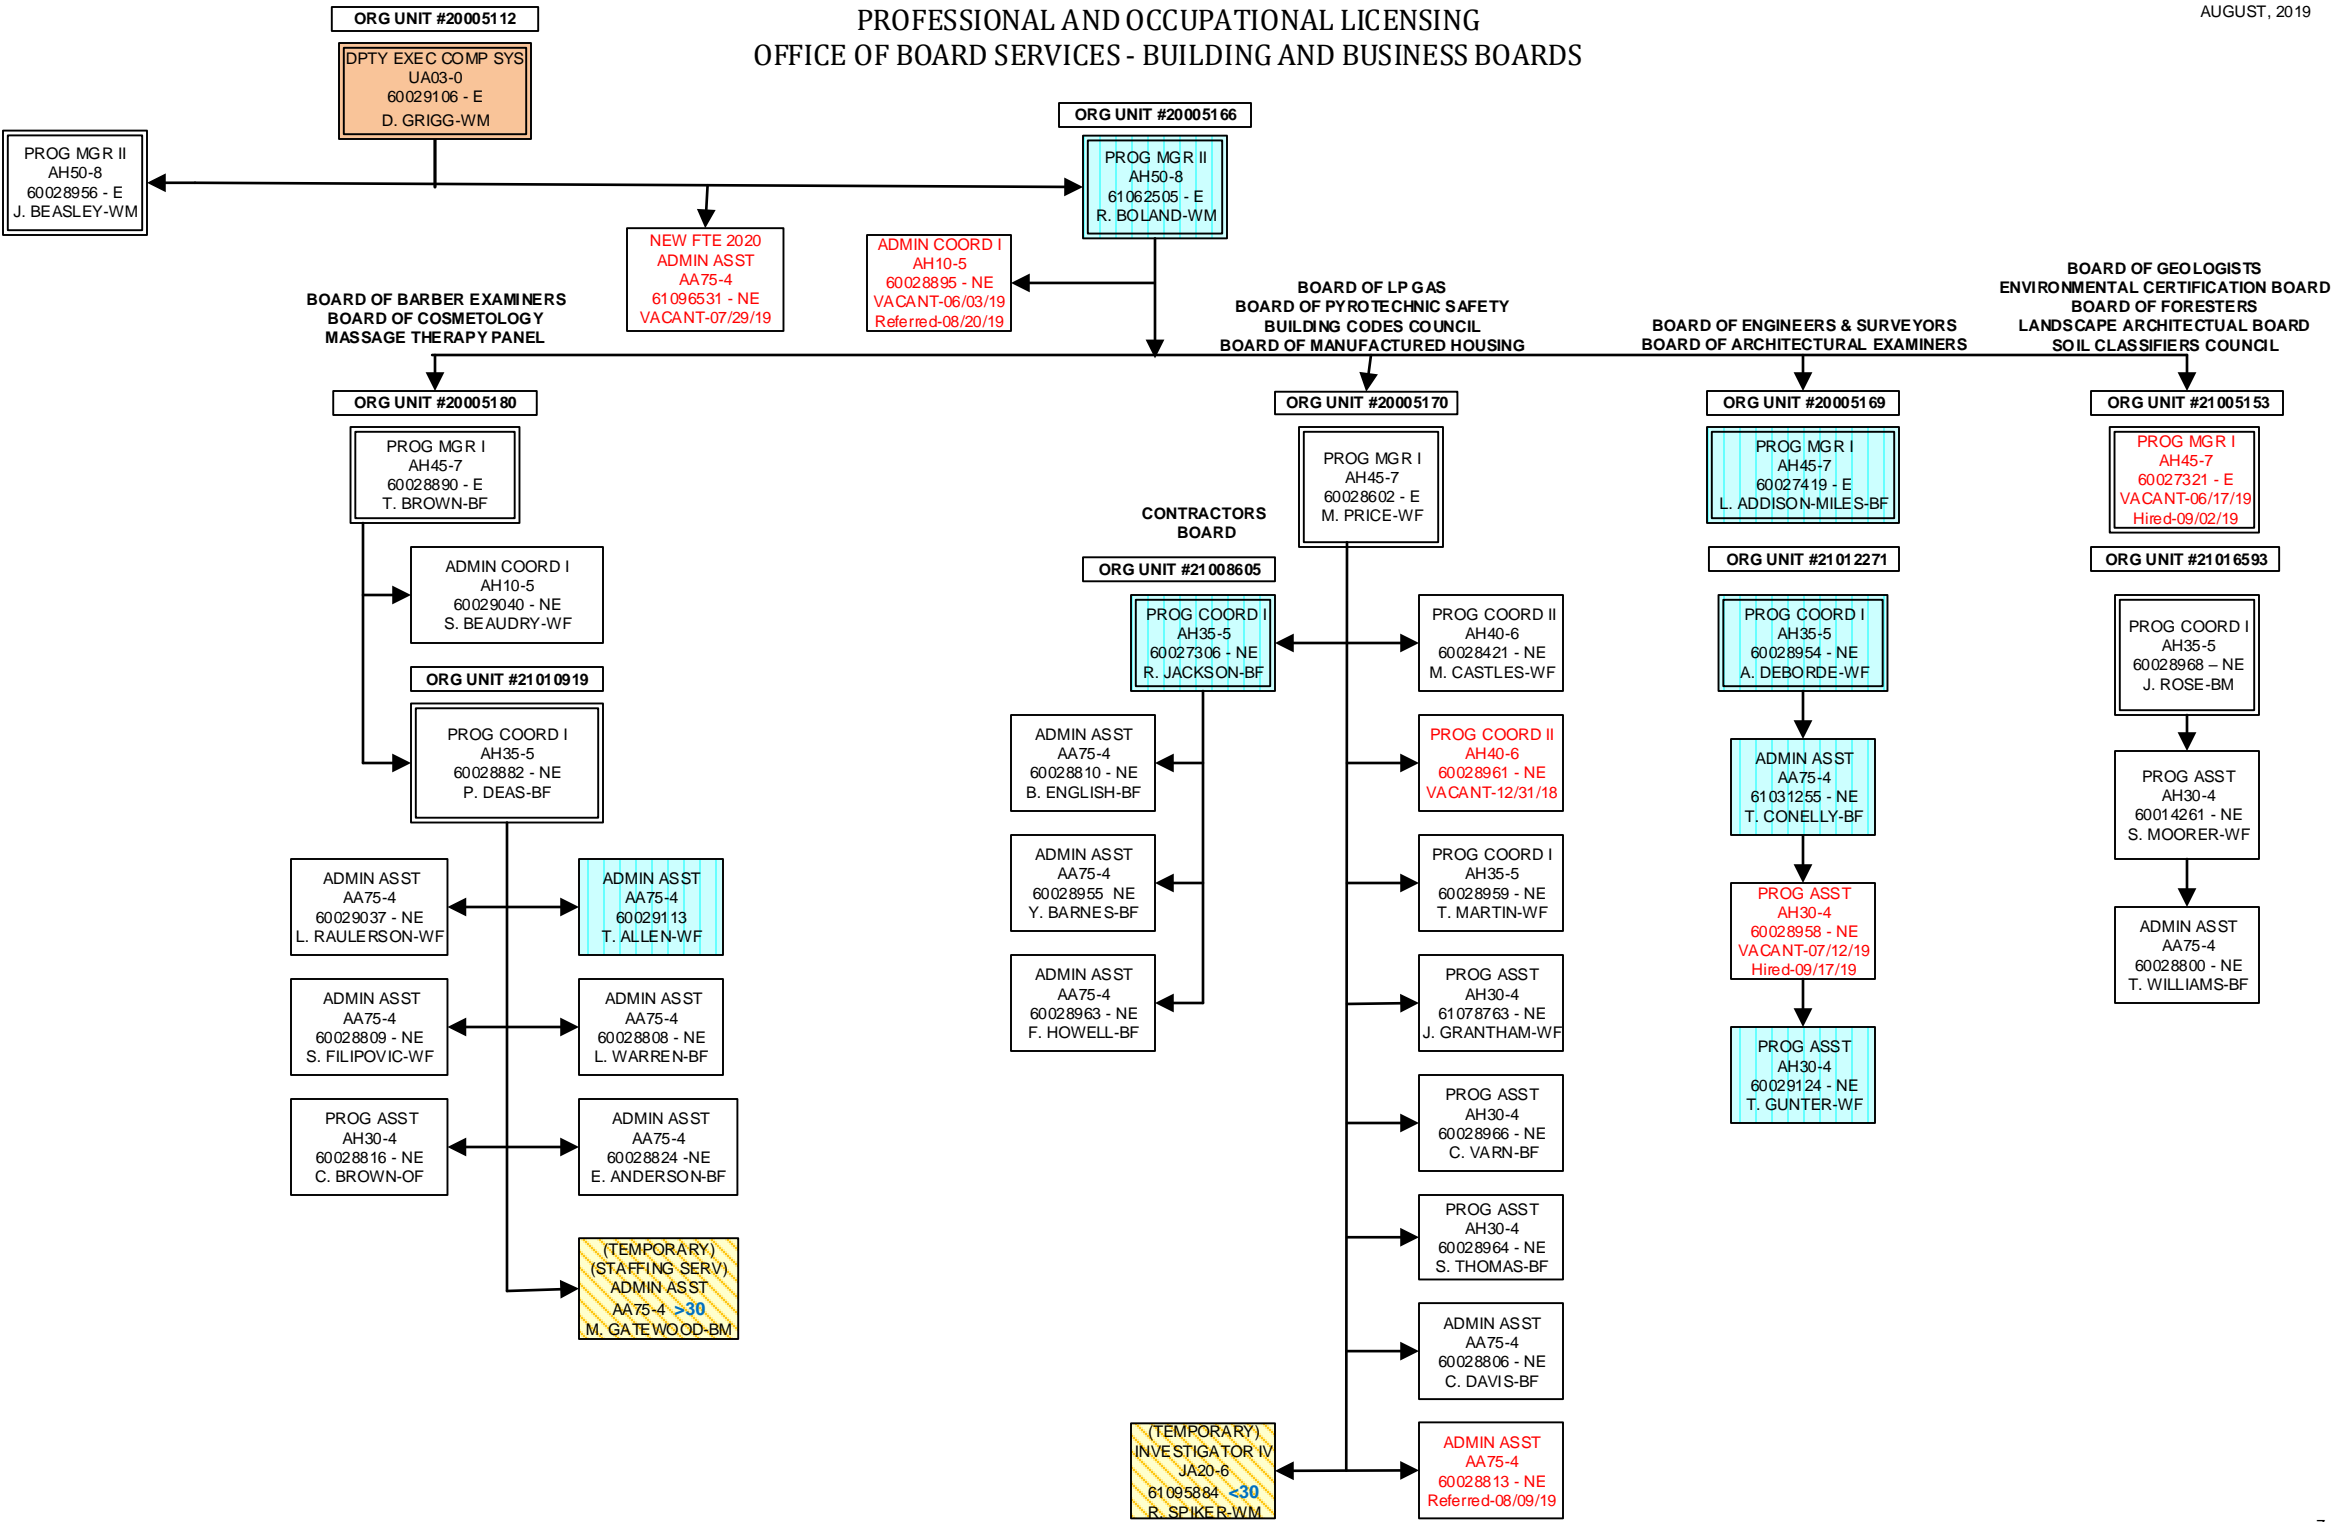 ORG UNIT #20005112
PROFESSIONAL AND OCCUPATIONAL LICENSING
OFFICE OF BOARD SERVICES - BUILDING AND BUSINESS BOARDS
AUGUST, 2019
DPTY EXEC COMP SYS
UA03-0
60029106 - E
D. GRIGG-WM
PROG MGR II
AH50-8
60028956 - E
J. BEASLEY-WM
ORG UNIT #20005166
PROG MGR II
AH50-8
61062505 - E
R. BOLAND-WM
NEW FTE 2020
ADMIN ASST
AA75-4
61096531 - NE
VACANT-07/29/19
ADMIN COORD I
AH10-5
60028895 - NE
VACANT-06/03/19
Referred-08/20/19
BOARD OF BARBER EXAMINERS
BOARD OF COSMETOLOGY
MASSAGE THERAPY PANEL
BOARD OF LP GAS
BOARD OF PYROTECHNIC SAFETY
BUILDING CODES COUNCIL
BOARD OF MANUFACTURED HOUSING
BOARD OF ENGINEERS & SURVEYORS
BOARD OF ARCHITECTURAL EXAMINERS
BOARD OF GEOLOGISTS
ENVIRONMENTAL CERTIFICATION BOARD
BOARD OF FORESTERS
LANDSCAPE ARCHITECTUAL BOARD
SOIL CLASSIFIERS COUNCIL
ORG UNIT #20005180
PROG MGR I
AH45-7
60028890 - E
T. BROWN-BF
ADMIN COORD I
AH10-5
60029040 - NE
S. BEAUDRY-WF
ORG UNIT #21010919
PROG COORD I
AH35-5
60028882 - NE
P. DEAS-BF
ADMIN ASST
AA75-4
60029037 - NE
L. RAULERSON-WF
ADMIN ASST
AA75-4
60029113
T. ALLEN-WF
ADMIN ASST
AA75-4
60028809 - NE
S. FILIPOVIC-WF
ADMIN ASST
AA75-4
60028808 - NE
L. WARREN-BF
PROG ASST
AH30-4
60028816 - NE
C. BROWN-OF
ADMIN ASST
AA75-4
60028824 -NE
E. ANDERSON-BF
(TEMPORARY)
(STAFFING SERV)
ADMIN ASST
AA75-4 >30
M. GATEWOOD-BM
ORG UNIT #20005170
PROG MGR I
AH45-7
60028602 - E
M. PRICE-WF
CONTRACTORS
BOARD
ORG UNIT #21008605
PROG COORD I
AH35-5
60027306 - NE
R. JACKSON-BF
ADMIN ASST
AA75-4
60028810 - NE
B. ENGLISH-BF
ADMIN ASST
AA75-4
60028955 NE
Y. BARNES-BF
ADMIN ASST
AA75-4
60028963 - NE
F. HOWELL-BF
PROG COORD II
AH40-6
60028421 - NE
M. CASTLES-WF
PROG COORD II
AH40-6
60028961 - NE
VACANT-12/31/18
PROG COORD I
AH35-5
60028959 - NE
T. MARTIN-WF
PROG ASST
AH30-4
61078763 - NE
J. GRANTHAM-WF
PROG ASST
AH30-4
60028966 - NE
C. VARN-BF
PROG ASST
AH30-4
60028964 - NE
S. THOMAS-BF
ADMIN ASST
AA75-4
60028806 - NE
C. DAVIS-BF
(TEMPORARY)
INVESTIGATOR IV
JA20-6
61095884 <30
R. SPIKER-WM
ADMIN ASST
AA75-4
60028813 - NE
Referred-08/09/19
ORG UNIT #20005169
PROG MGR I
AH45-7
60027419 - E
L. ADDISON-MILES-BF
ORG UNIT #21012271
PROG COORD I
AH35-5
60028954 - NE
A. DEBORDE-WF
ADMIN ASST
AA75-4
61031255 - NE
T. CONELLY-BF
PROG ASST
AH30-4
60028958 - NE
VACANT-07/12/19
Hired-09/17/19
PROG ASST
AH30-4
60029124 - NE
T. GUNTER-WF
ORG UNIT #21005153
PROG MGR I
AH45-7
60027321 - E
VACANT-06/17/19
Hired-09/02/19
ORG UNIT #21016593
PROG COORD I
AH35-5
60028968 – NE
J. ROSE-BM
PROG ASST
AH30-4
60014261 - NE
S. MOORER-WF
ADMIN ASST
AA75-4
60028800 - NE
T. WILLIAMS-BF